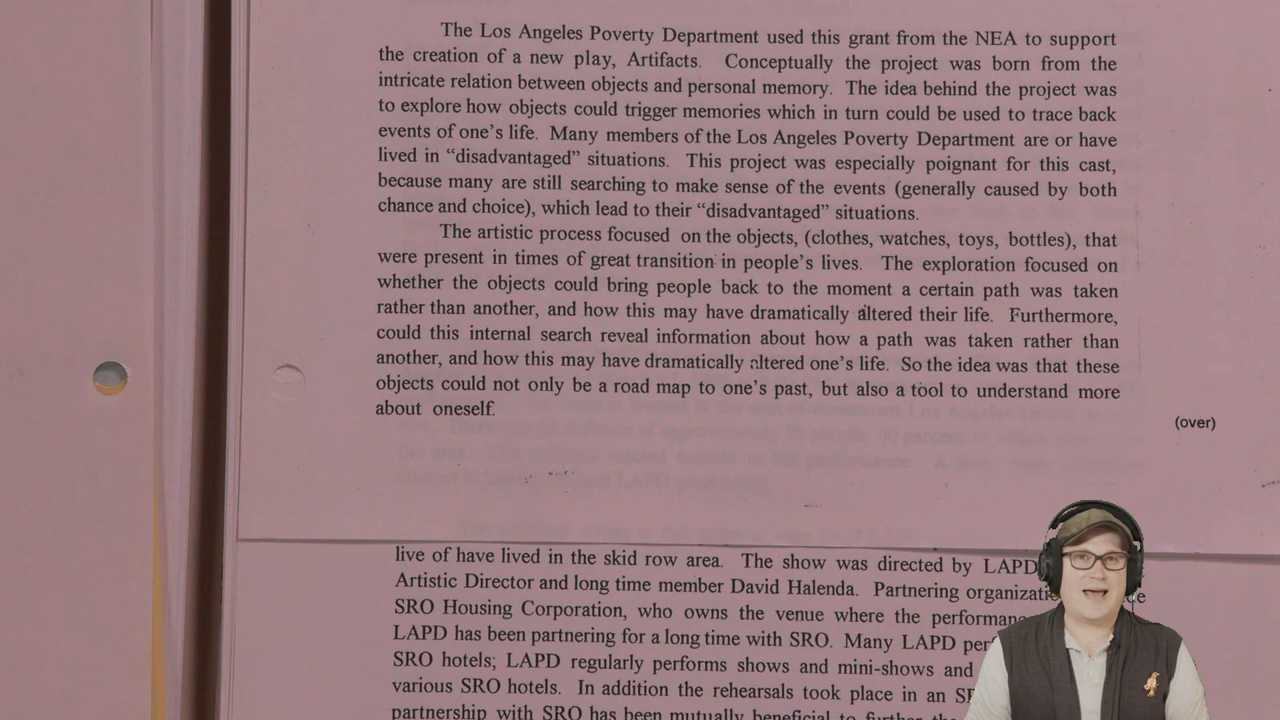 The Los Angeles Poverty Department used this grant from the NEA to support
the creation of a new play, Artifacts. Conceptually the project was born from the
intricate relation between objects and personal memory. The idea behind the project was
to explore how objects could trigger memories which in turn could be used to trace back
events of one's life. Many members of the Los Angeles Poverty Department are or have
lived in “disadvantaged” situations. This project was especially poignant for this cast,
because many are still searching to make sense of the events (generally caused by both
chance and choice), which lead to their “disadvantaged” situations.
The artistic process focused on the objects, (clothes, watches, toys, bottles), that
were present in times of great transition in people's lives. The exploration focused on
whether the objects could bring people back to the moment a certain path was taken
rather than another, and how this may have dramatically altered their life. Furthermore,
could this internal search reveal information about how a path was taken rather than
another, and how this may have dramatically altered one's life. So the idea was that these
objects could not only be a road map to one's past, but also a tool to understand more
about oneself.
(over)
live of have lived in the skid row area. The show was directed by LAPD
Artistic Director and long time member David Halenda. Partnering
SRO Housing Corporation, who owns the venue where the
LAPD has been partnering for a long time with SRO. Many LAPD
SRO hotels; LAPD regularly performs shows and mini-shows and
various SRO hotels. In addition the rehearsals took place in an
partnership with SRO has been mutually beneficial to further